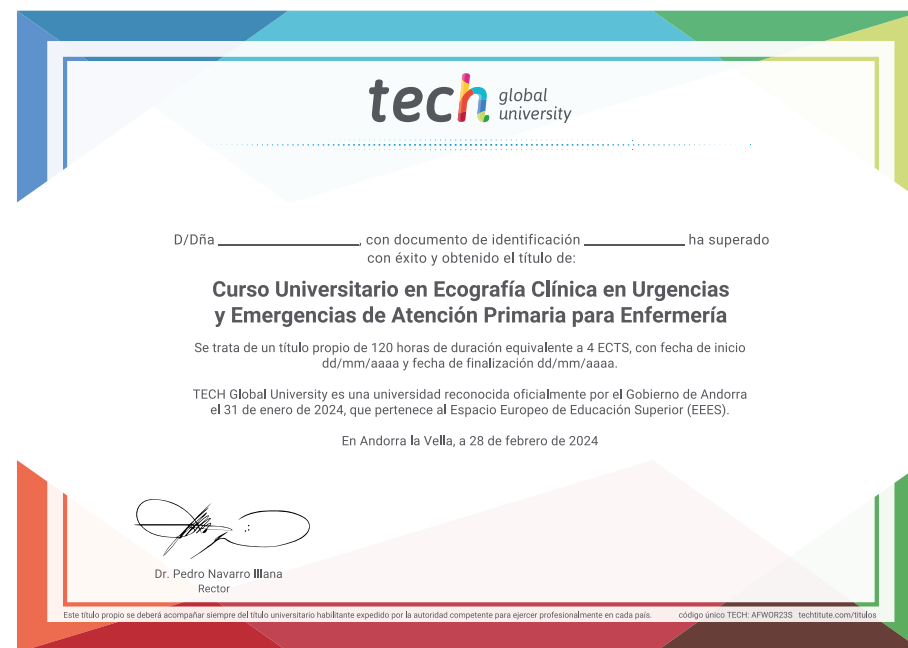 tech global university
D/Dña ____________, con documento de identificación ____________ ha superado
con éxito y obtenido el título de:
Curso Universitario en Ecografía Clínica en Urgencias
y Emergencias de Atención Primaria para Enfermería
Se trata de un título propio de 120 horas de duración equivalente a 4 ECTS, con fecha de inicio
dd/mm/aaaa y fecha de finalización dd/mm/aaaa.
TECH Global University es una universidad reconocida oficialmente por el Gobierno de Andorra
el 31 de enero de 2024, que pertenece al Espacio Europeo de Educación Superior (EEES).
En Andorra la Vella, a 28 de febrero de 2024
Dr. Pedro Navarro Illana
Rector
Este título propio se deberá acompañar siempre del título universitario habilitante expedido por la autoridad competente para ejercer profesionalmente en cada país. código único TECH: AFWOR23S techtitute.com/titulos